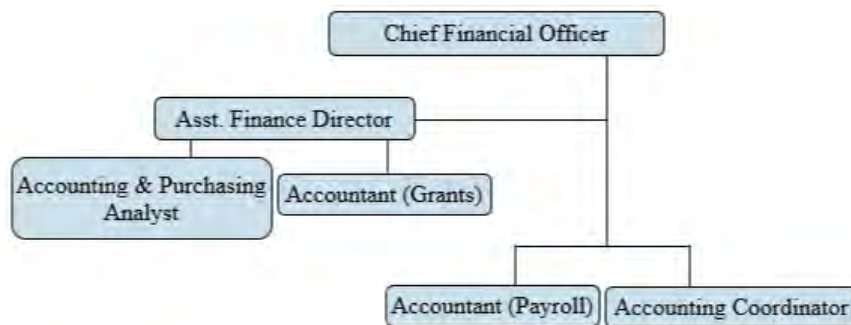 Chief Financial Officer
Asst. Finance Director
Accounting & Purchasing
Analyst
Accountant (Grants)
Accountant (Payroll)
Accounting Coordinator